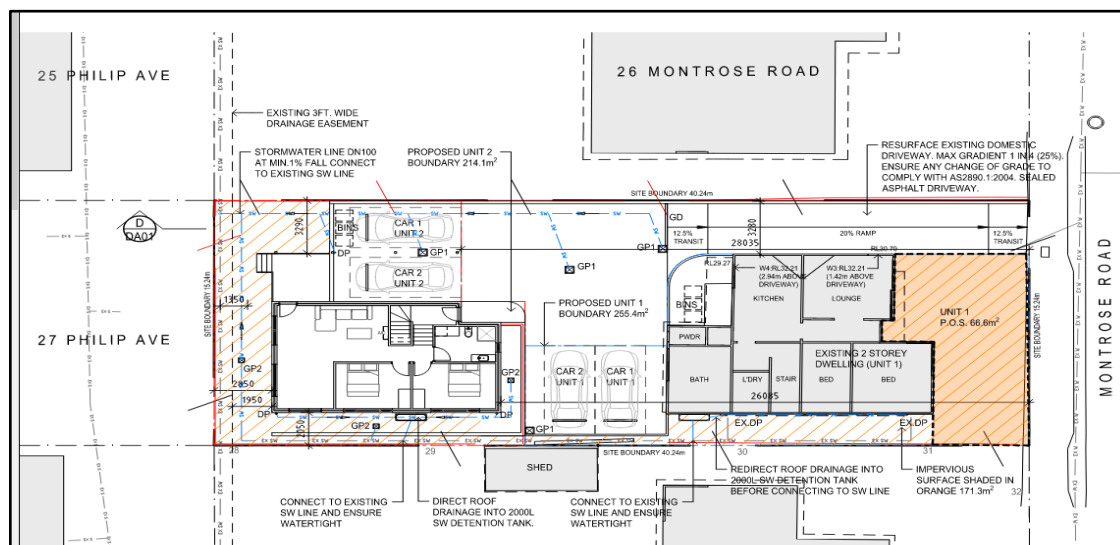 25 PHILIP AVE
26 MONTROSE ROAD
EXISTING 3FT. WIDE
DRAINAGE EASEMENT
STORMWATER LINE DN100
AT MIN.1% FALL CONNECT
TO EXISTING SW LINE
PROPOSED UNIT 2
BOUNDARY 214.1m²
RESURFACE EXISTING DOMESTIC
DRIVEWAY. MAX GRADIENT 1 IN 4 (25%).
ENSURE ANY CHANGE OF GRADE TO
COMPLY WITH AS2890.1:2004. SEALED
ASPHALT DRIVEWAY.
SITE BOUNDARY 40.24m
D
DA01
3290
BINS
CAR 1
UNIT 2
DP
GP1
CAR 2
UNIT 2
GP1
GD
GP1
12.5%
TRANSIT
3280
28035
20% RAMP
12.5%
TRANSIT
RL30.79
RL29.27
W4:RL32.21
(2.94m ABOVE
DRIVEWAY)
KITCHEN
W3:RL32.21
(1.42m ABOVE
DRIVEWAY)
LOUNGE
BINS
PWDR
UNIT 1
P.O.S. 66.6m²
SITE BOUNDARY 15.24m
SITE BOUNDARY 15.24m
MONTROSE ROAD
27 PHILIP AVE
1350
PROPOSED UNIT 1
BOUNDARY 255.4m²
GP2
2850
1950
DP
2050
GP2
GP2
DP
CAR 2
UNIT 1
CAR 1
UNIT 1
GP1
BATH
L'DRY
STAIR
EXISTING 2 STOREY
DWELLING (UNIT 1)
BED
BED
26085
EX.DP
EX.DP
EX SW
28
29
30
31
32
SHED
SITE BOUNDARY 40.24m
CONNECT TO EXISTING
SW LINE AND ENSURE
WATERTIGHT
DIRECT ROOF
DRAINAGE INTO 2000L
SW DETENTION TANK.
CONNECT TO EXISTING
SW LINE AND ENSURE
WATERTIGHT
REDIRECT ROOF DRAINAGE INTO
2000L SW DETENTION TANK
BEFORE CONNECTING TO SW LINE
IMPERVIOUS
SURFACE SHADED IN
ORANGE 171.3m²